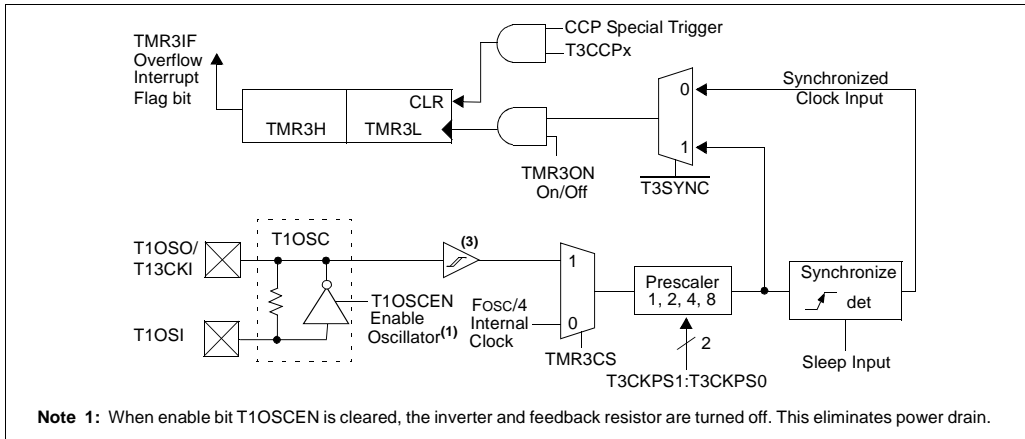 CCP Special Trigger
T3CCPx
TMR3IF
Overflow
Interrupt
Flag bit
CLR
TMR3H
TMR3L
TMR3ON
On/Off
0
1
T3SYNC
Synchronized
Clock Input
T1OSC
T1OSO/
T13CKI
T1OSI
T1OSCEN
Enable
Oscillator(1)
(3)
FOSC/4
Internal
Clock
1
0
TMR3CS
Prescaler
1, 2, 4, 8
2
T3CKPS1:T3CKPS0
Synchronize
det
Sleep Input
Note 1: When enable bit T1OSCEN is cleared, the inverter and feedback resistor are turned off. This eliminates power drain.